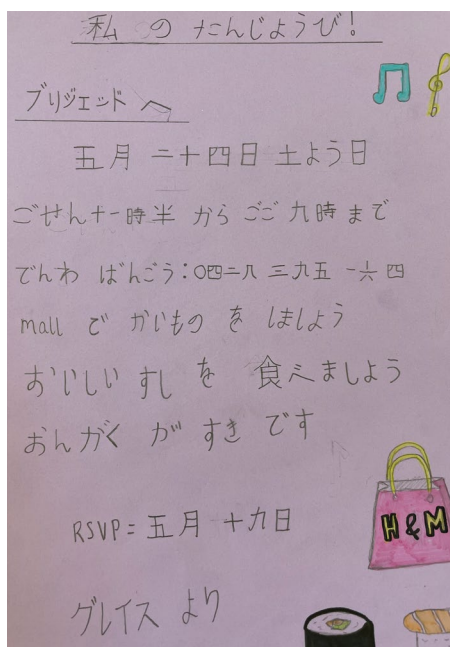 私 の たんじょうび!
ブリジェンド へ
五月 二十四日 土よう日
ごせん十一時半 から ごご 九時 まで
でんわ ばんごう:〇四二八 三九五 一六四
mall で かいもの を しましょう
おいしい すし を 食べましょう
おんがく が すき です
RSVP = 五月 十九日
H&M
グレイス より